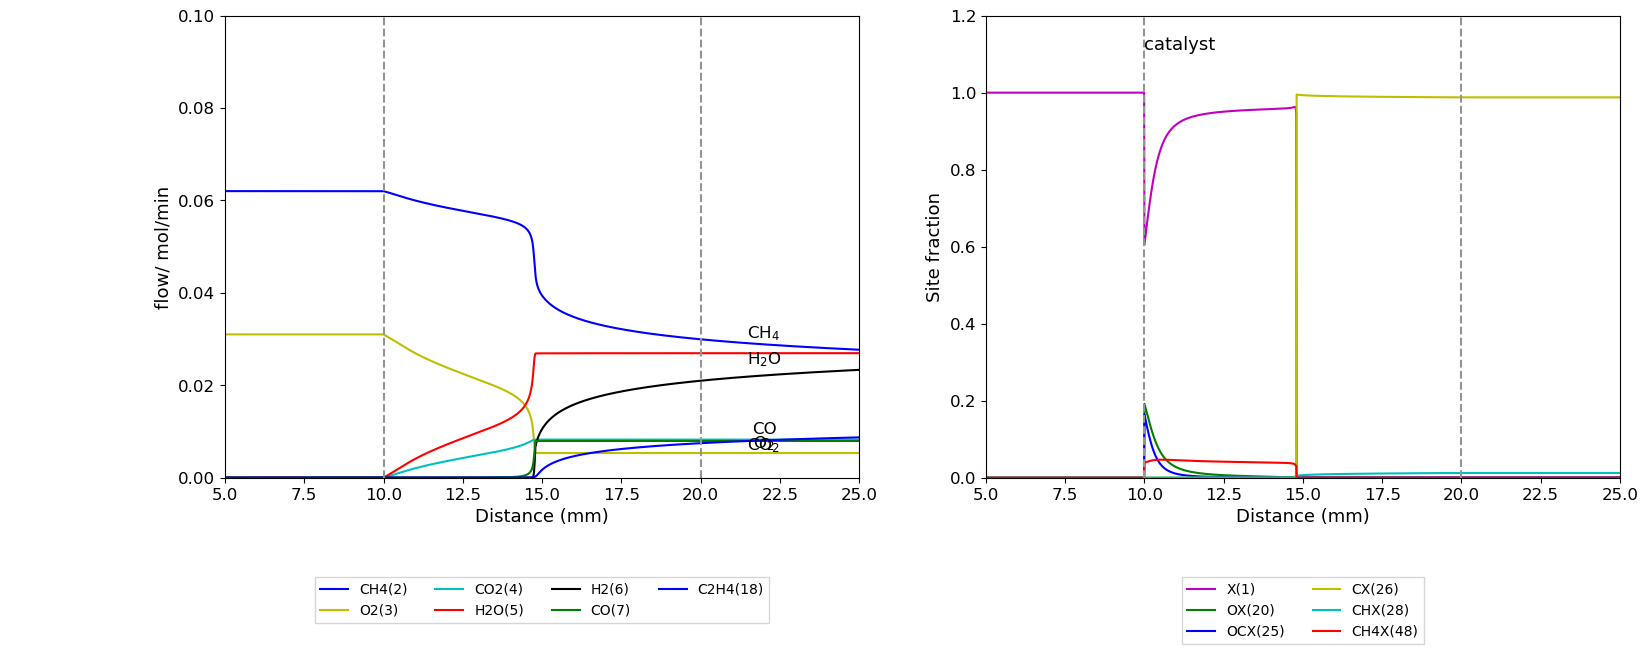 0.10
0.08
0.06
0.04
0.02
0.00
flow/ mol/min
CH4
H2O
CO
5.0 7.5 10.0 12.5 15.0 17.5 20.0 22.5 25.0
Distance (mm)
CH4(2) CO2(4) H2(6) C2H4(18)
O2(3) H2O(5) CO(7)
1.2
1.0
0.8
0.6
0.4
0.2
0.0
Site fraction
catalyst
5.0 7.5 10.0 12.5 15.0 17.5 20.0 22.5 25.0
Distance (mm)
X(1) CX(26)
OX(20) CHX(28)
OCX(25) CH4X(48)